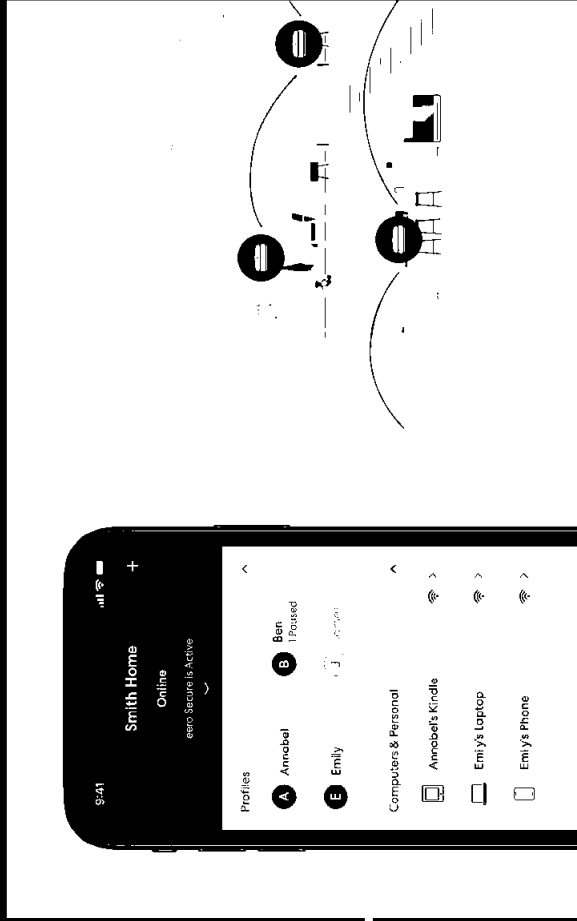 9:41
Smith Home
Online
eero Secure is Active
Profiles
A Annabel
B Ben
1 Paused
E Emily
Computers & Personal
Annabel's Kindle
Emily's Laptop
Emily's Phone